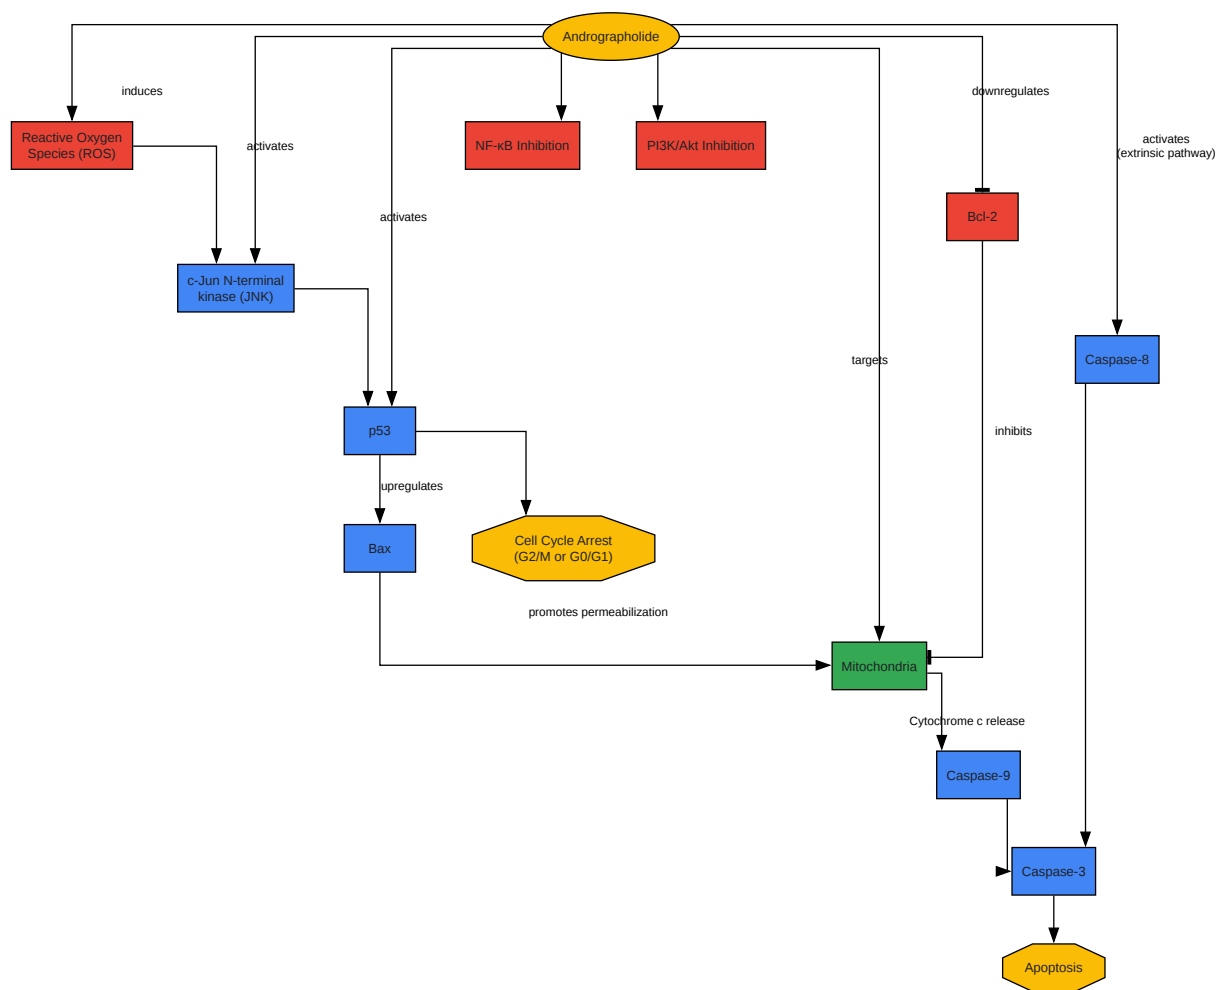 Andrographolide
induces
downregulates
Reactive Oxygen
Species (ROS)
activates
NF-κB Inhibition
PI3K/Akt Inhibition
activates
(extrinsic pathway)
activates
Bcl-2
c-Jun N-terminal
kinase (JNK)
targets
Caspase-8
p53
inhibits
upregulates
Bax
Cell Cycle Arrest
(G2/M or G0/G1)
promotes permeabilization
Mitochondria
Cytochrome c release
Caspase-9
Caspase-3
Apoptosis